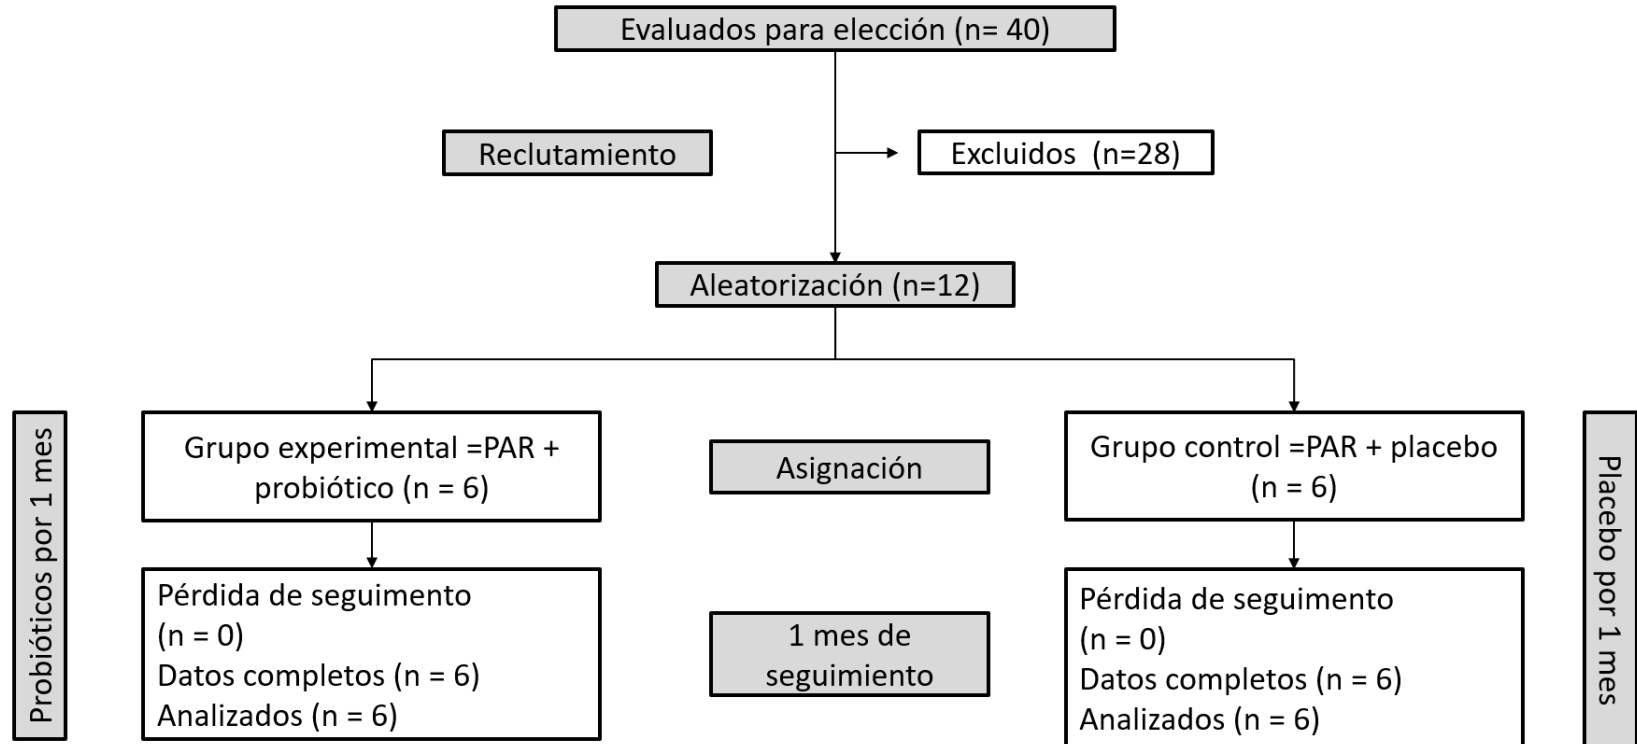 Evaluados para elección (n= 40)
Reclutamiento
Excluidos  (n=28)
Aleatorización (n=12)
Probióticos por 1 mes
Grupo experimental =PAR +
probiótico (n = 6)
Asignación
Grupo control =PAR + placebo
(n = 6)
Placebo por 1 mes
Pérdida de seguimento
(n = 0)
Datos completos (n = 6)
Analizados (n = 6)
1 mes de
seguimiento
Pérdida de seguimento
(n = 0)
Datos completos (n = 6)
Analizados (n = 6)